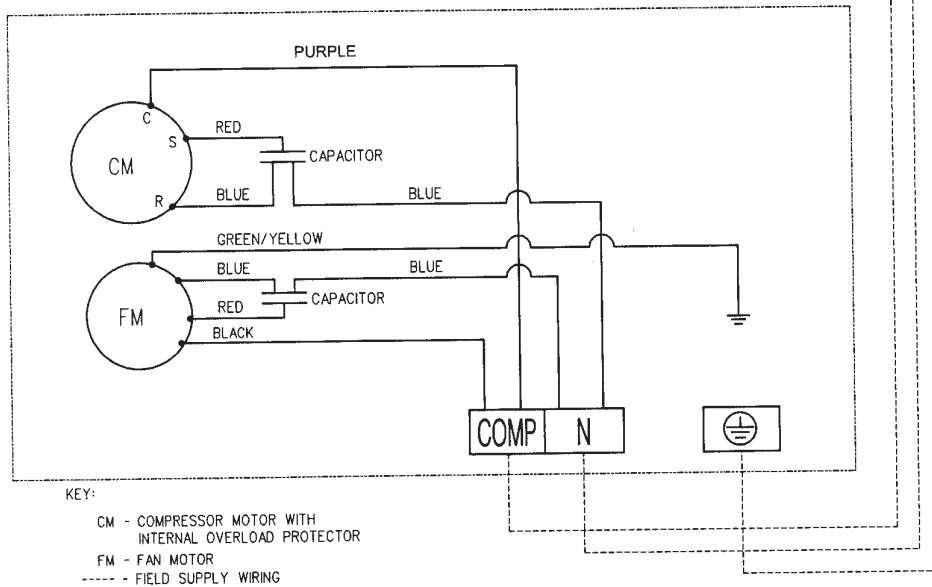 PURPLE
C
RED
S
CM
CAPACITOR
R
BLUE
BLUE
GREEN/YELLOW
BLUE
BLUE
CAPACITOR
FM
RED
BLACK
COMP
N
KEY:
CM - COMPRESSOR MOTOR WITH
INTERNAL OVERLOAD PROTECTOR
FM - FAN MOTOR
----- - FIELD SUPPLY WIRING